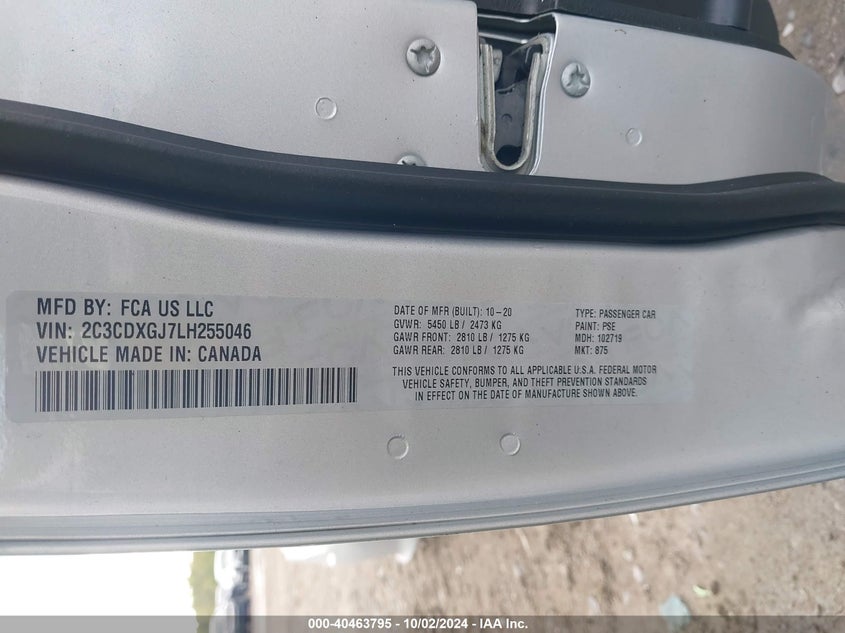 MFD BY: FCA US LLC
VIN: 2C3CDXGJ7LH255046
VEHICLE MADE IN: CANADA
DATE OF MFR (BUILT): 10-20
GVWR: 5450 LB / 2473 KG
GAWR FRONT: 2810 LB / 1275 KG
GAWR REAR: 2810 LB / 1275 KG
TYPE: PASSENGER CAR
PAINT: PSE
MDH: 102719
MKT: 875
THIS VEHICLE CONFORMS TO ALL APPLICABLE U.S.A. FEDERAL MOTOR
VEHICLE SAFETY, BUMPER, AND THEFT PREVENTION STANDARDS
IN EFFECT ON THE DATE OF MANUFACTURE SHOWN ABOVE.
000-40463795 - 10/02/2024 - IAA Inc.